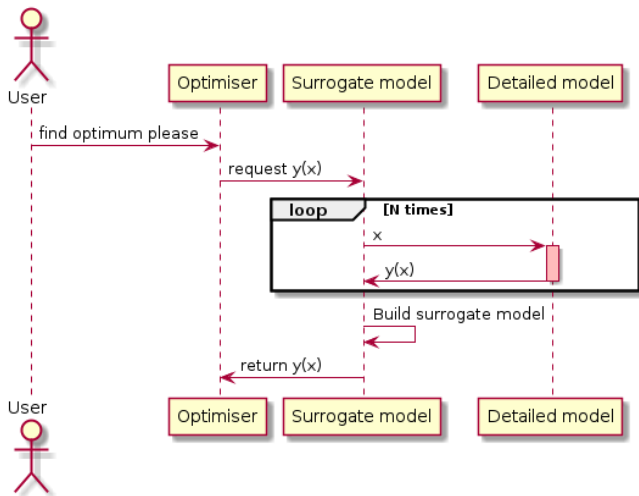 User
Optimiser
Surrogate model
Detailed model
find optimum please
request y(x)
loop
[N times]
x
y(x)
Build surrogate model
return y(x)
User
Optimiser
Surrogate model
Detailed model